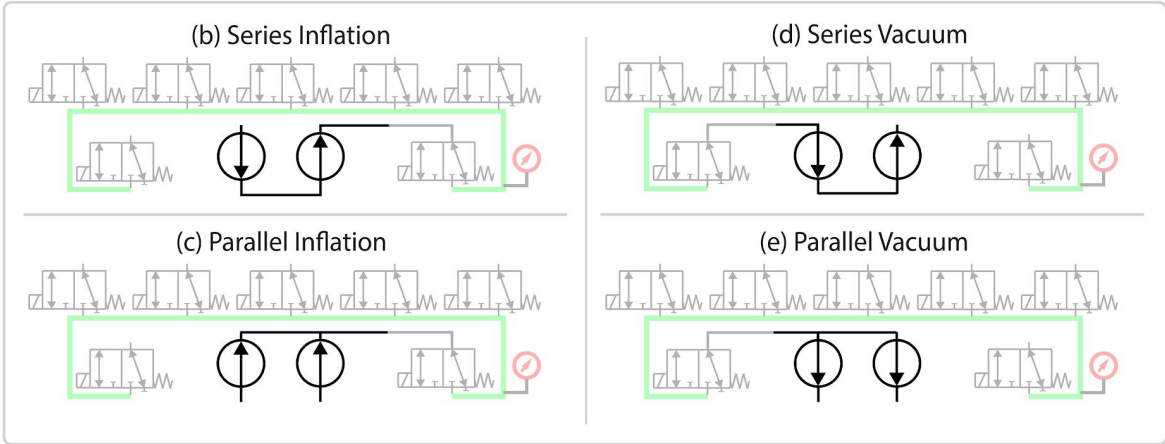 (b) Series Inflation
(d) Series Vacuum
(c) Parallel Inflation
(e) Parallel Vacuum